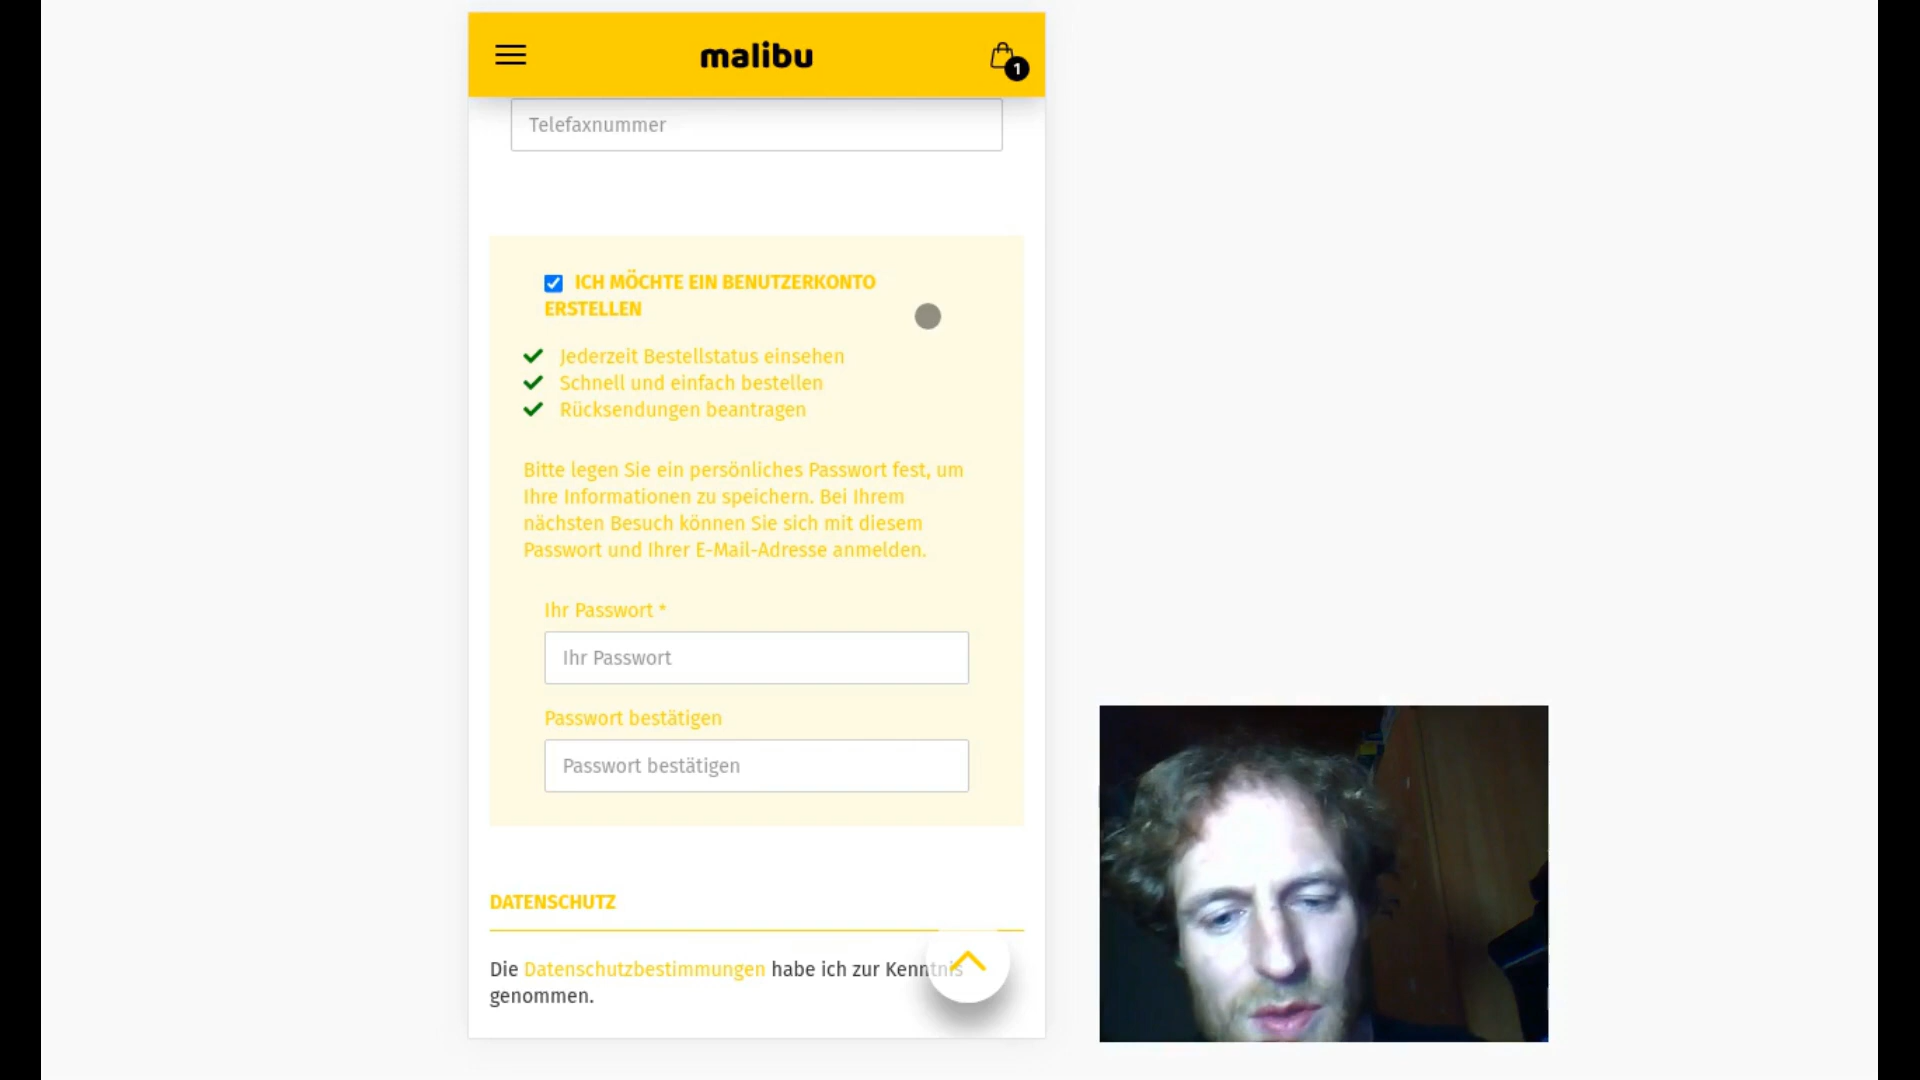 malibu
1
Telefaxnummer
ICH MÖCHTE EIN BENUTZERKONTO
ERSTELLEN
Jederzeit Bestellstatus einsehen
Schnell und einfach bestellen
Rücksendungen beantragen
Bitte legen Sie ein persönliches Passwort fest, um
Ihre Informationen zu speichern. Bei Ihrem
nächsten Besuch können Sie sich mit diesem
Passwort und Ihrer E-Mail-Adresse anmelden.
Ihr Passwort *
Ihr Passwort
Passwort bestätigen
Passwort bestätigen
DATENSCHUTZ
Die Datenschutzbestimmungen habe ich zur Kenntnis
genommen.